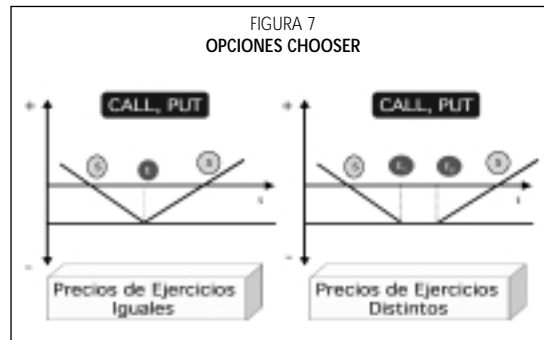 FIGURA 7
OPCIONES CHOOSER
CALL, PUT
CALL, PUT
+
+
S
E
S
S
S
-
-
Precios de Ejercicios
Iguales
Precios de Ejercicios
Distintos